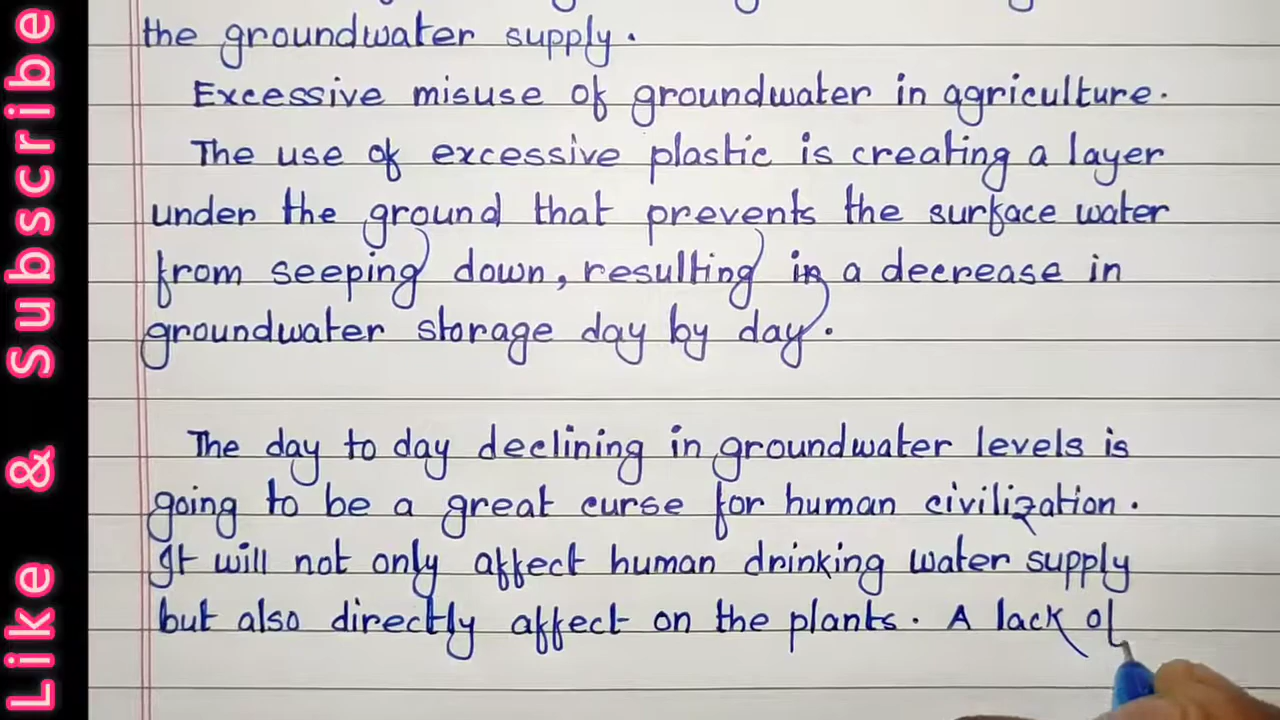 Like & Subscribe
the groundwater supply.
Excessive misuse of groundwater in agriculture.
The use of excessive plastic is creating a layer
under the ground that prevents the surface water
from seeping down, resulting in a decrease in
groundwater storage day by day.
The day to day declining in groundwater levels is
going to be a great curse for human civilization.
It will not only affect human drinking water supply
but also directly affect on the plants. A lack of